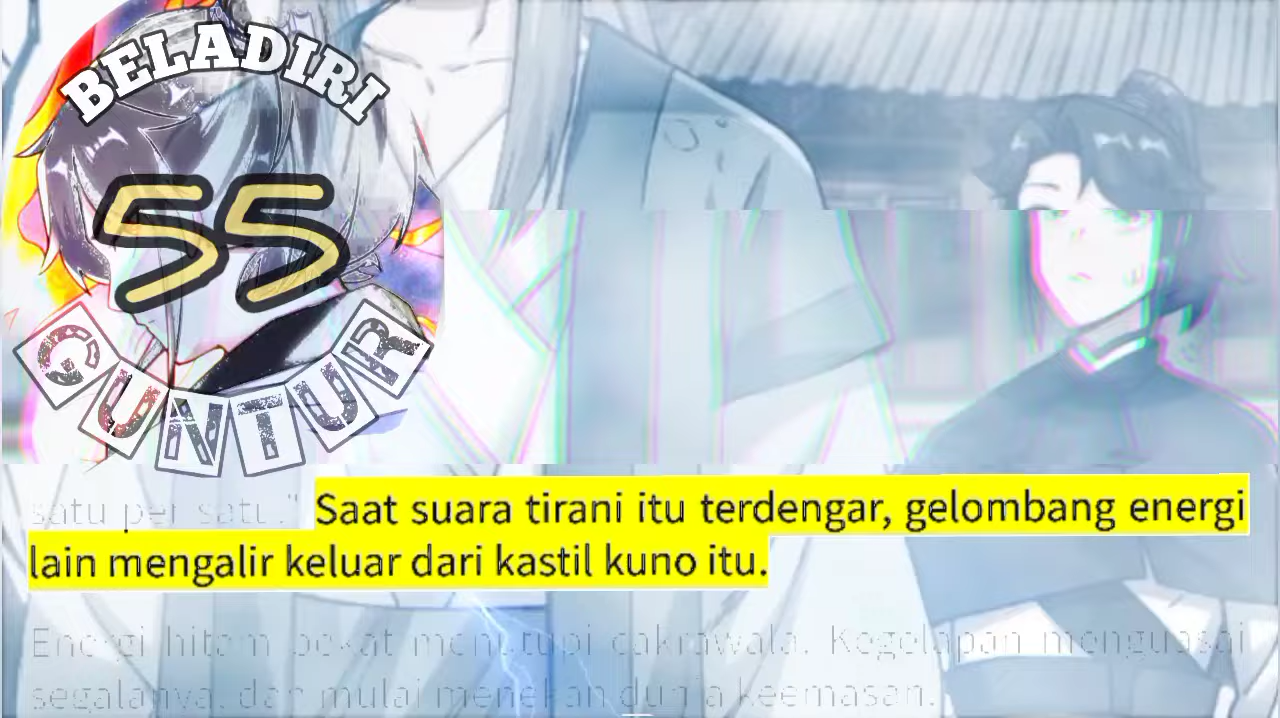 BELADIRI
55
GUNTUR
satu per satu." Saat suara tirani itu terdengar, gelombang energi
lain mengalir keluar dari kastil kuno itu.
Energi hitam pekat menutupi cakrawala. Kegelapan menguasai
segalanya, dan mulai menekan dunia keemasan.